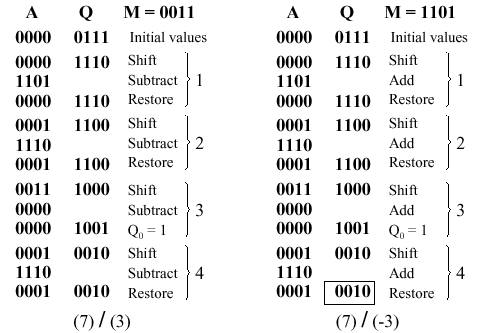 A Q M = 0011
0000 0111 Initial values
0000 1110 Shift
1101 Subtract 1
0000 1110 Restore
0001 1100 Shift
1110 Subtract 2
0001 1100 Restore
0011 1000 Shift
0000 Subtract 3
0000 1001 Q0 = 1
0001 0010 Shift
1110 Subtract 4
0001 0010 Restore
(7) / (3)
A Q M = 1101
0000 0111 Initial values
0000 1110 Shift
1101 Add 1
0000 1110 Restore
0001 1100 Shift
1110 Add 2
0001 1100 Restore
0011 1000 Shift
0000 Add 3
0000 1001 Q0 = 1
0001 0010 Shift
1110 Add 4
0001 0010 Restore
(7) / (-3)